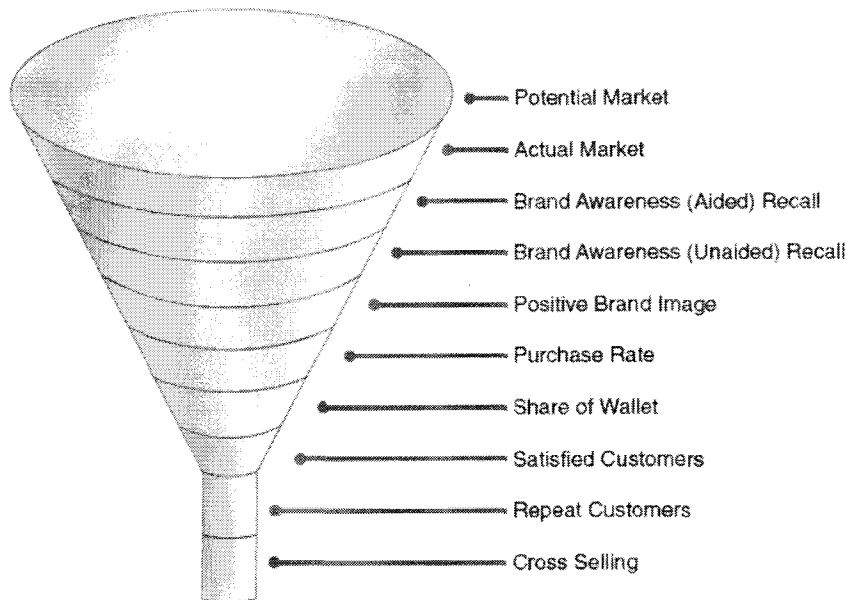 Potential Market
Actual Market
Brand Awareness (Aided) Recall
Brand Awareness (Unaided) Recall
Positive Brand Image
Purchase Rate
Share of Wallet
Satisfied Customers
Repeat Customers
Cross Selling